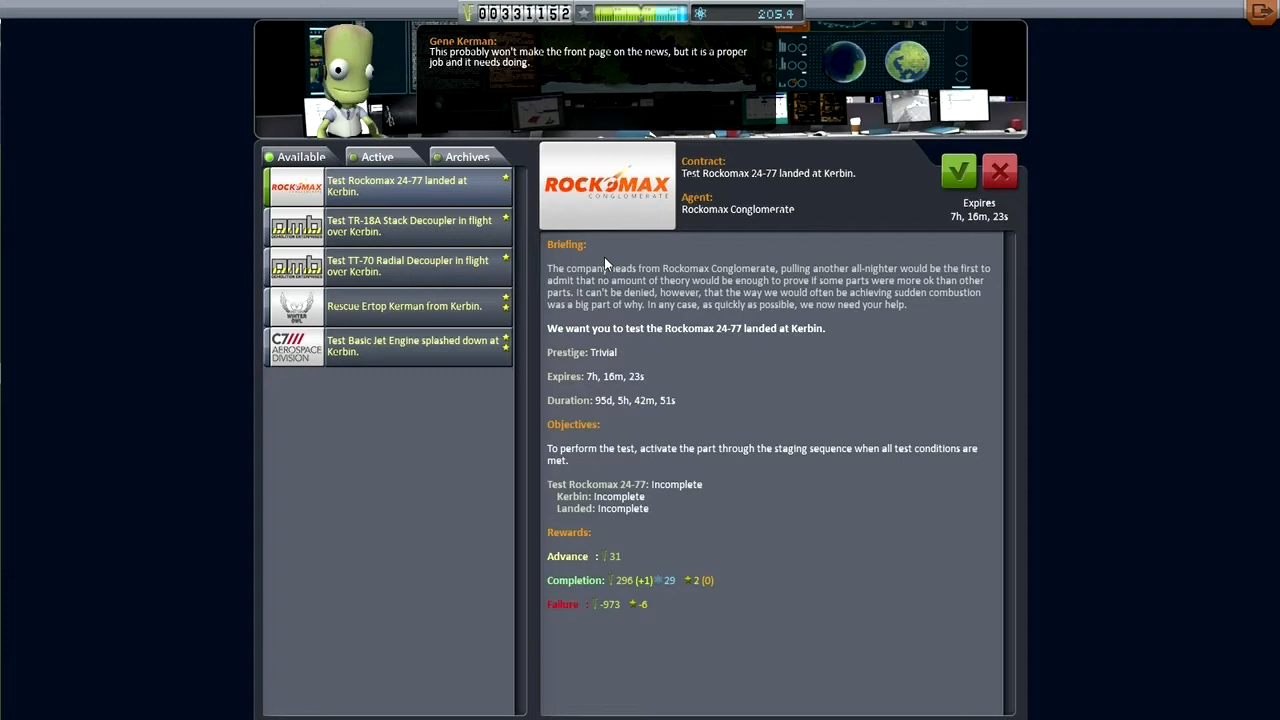 00331152
205.4
Gene Kerman:
This probably won't make the front page on the news, but it is a proper
job and it needs doing.
Available
Active
Archives
ROCKOMAX
Test Rockomax 24-77 landed at
Kerbin.
Test TR-18A Stack Decoupler in flight
over Kerbin.
Test TT-70 Radial Decoupler in flight
over Kerbin.
Rescue Ertop Kerman from Kerbin.
C7///
AEROSPACE
DIVISION
Test Basic Jet Engine splashed down at
Kerbin.
ROCKOMAX
CONGLOMERATE
Contract:
Test Rockomax 24-77 landed at Kerbin.
Agent:
Rockomax Conglomerate
Expires
7h, 16m, 23s
Briefing:
The company heads from Rockomax Conglomerate, pulling another all-nighter would be the first to
admit that no amount of theory would be enough to prove if some parts were more ok than other
parts. It can't be denied, however, that the way we would often be achieving sudden combustion
was a big part of why. In any case, as quickly as possible, we now need your help.
We want you to test the Rockomax 24-77 landed at Kerbin.
Prestige: Trivial
Expires: 7h, 16m, 23s
Duration: 95d, 5h, 42m, 51s
Objectives:
To perform the test, activate the part through the staging sequence when all test conditions are
met.
Test Rockomax 24-77: Incomplete
Kerbin: Incomplete
Landed: Incomplete
Rewards:
Advance : 31
Completion: 296 (+1) 29 2 (0)
Failure : -973 -6